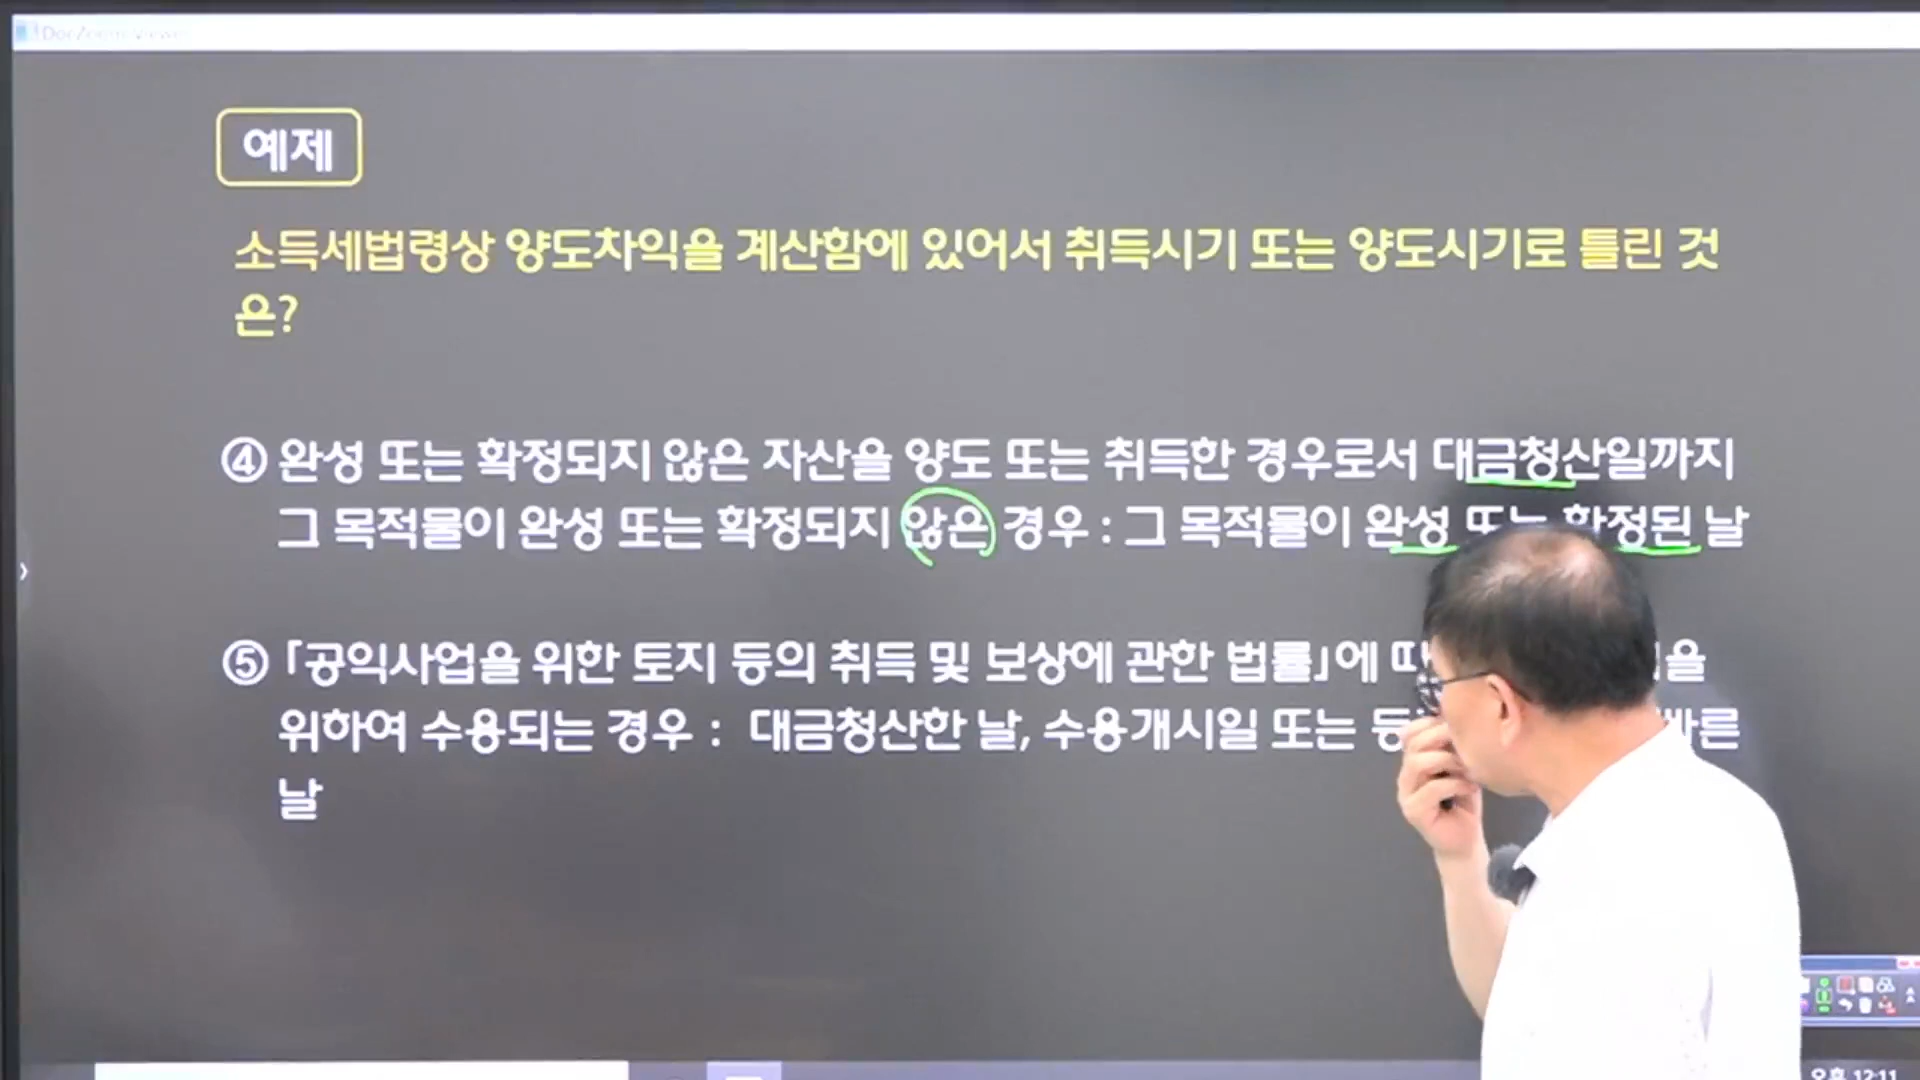 예제
소득세법령상 양도차익을 계산함에 있어서 취득시기 또는 양도시기로 틀린 것
은?
④ 완성 또는 확정되지 않은 자산을 양도 또는 취득한 경우로서 대금청산일까지
그 목적물이 완성 또는 확정되지 않은 경우 : 그 목적물이 완성 또는 확정된 날
⑤ 「공익사업을 위한 토지 등의 취득 및 보상에 관한 법률」에
위하여 수용되는 경우 : 대금청산한 날, 수용개시일 또는 빠른
날
오후 12:11